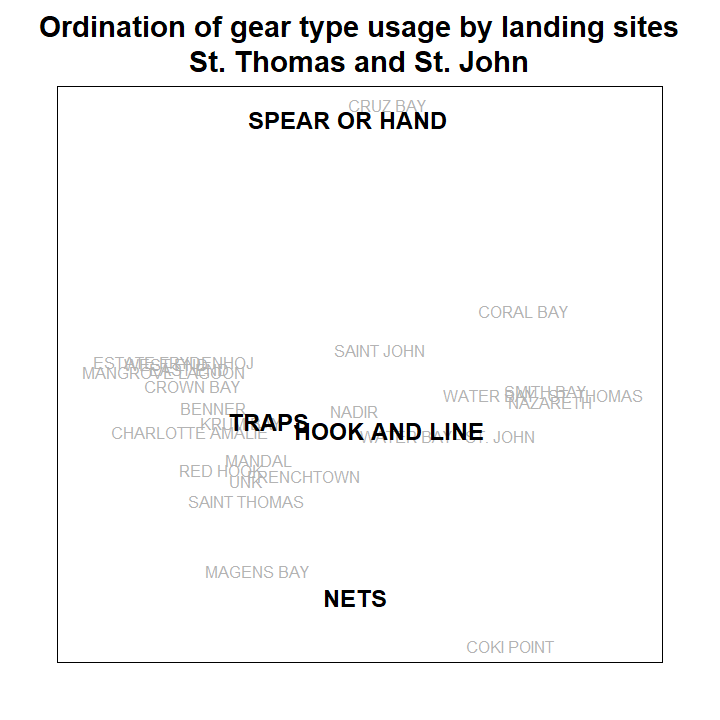 Ordination of gear type usage by landing sites
St. Thomas and St. John
CRUZ BAY
SPEAR OR HAND
CORAL BAY
SAINT JOHN
ESTATE FRYDENHOJ
EAST END
MANGROVE LAGOON
CROWN BAY
SMITH BAY
WATER BAY - ST. THOMAS
NAZARETH
BENNER
NADIR
TRAPS
HOOK AND LINE
CHARLOTTE AMALIE
WATER BAY - ST. JOHN
MANDAL
RED HOOK
FRENCHTOWN
UNK
SAINT THOMAS
MAGENS BAY
NETS
COKI POINT